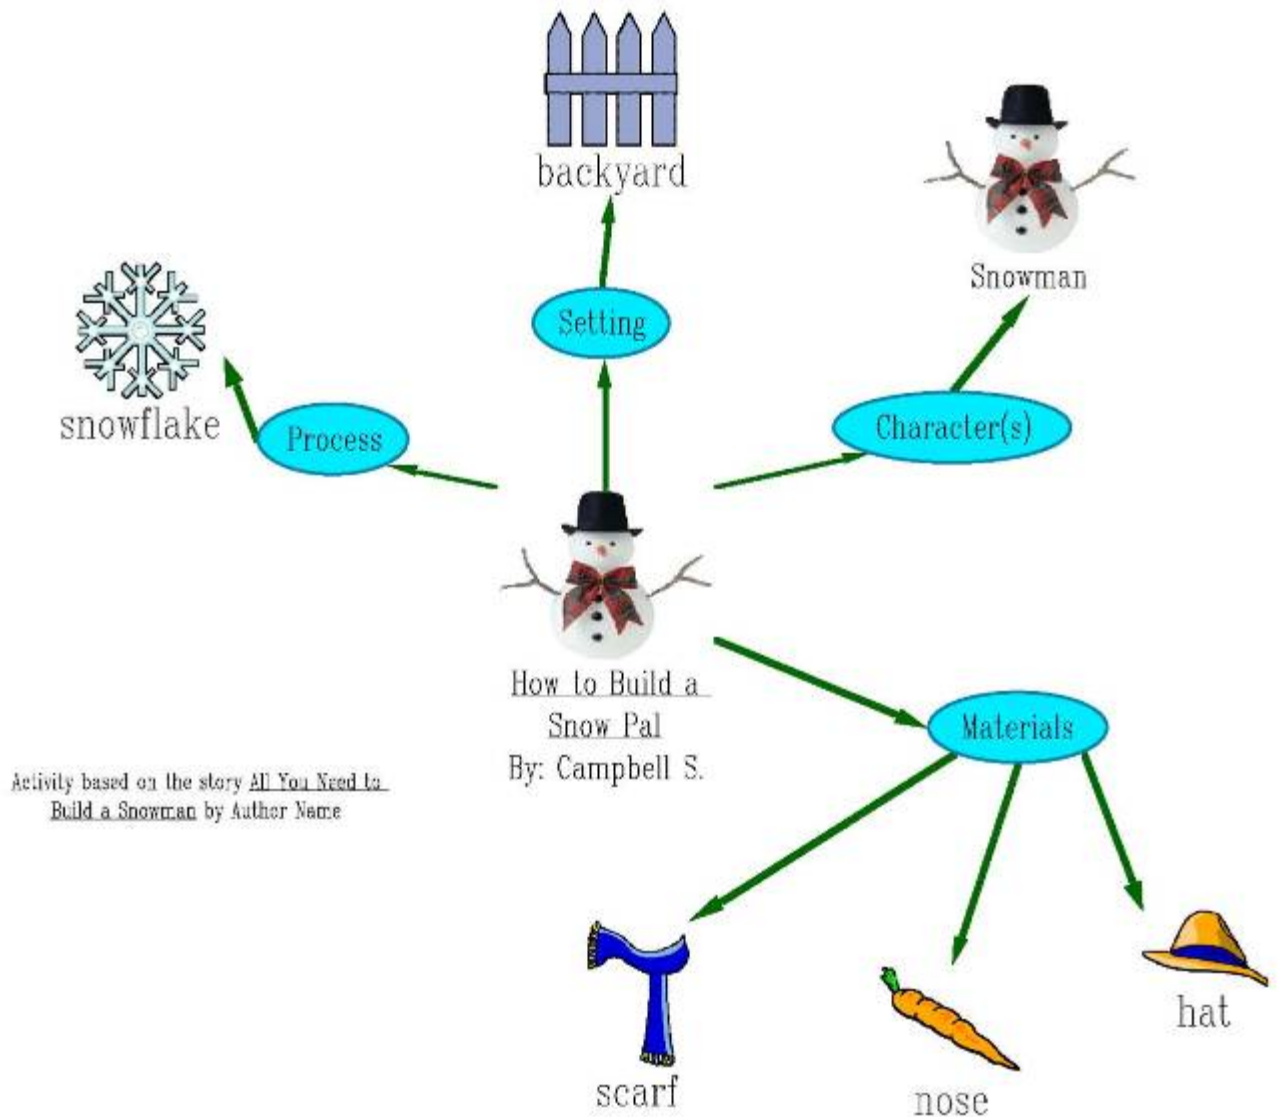 backyard
Snowman
Setting
snowflake
Process
Character(s)
How to Build a
Snow Pal
By: Campbell S.
Materials
Activity based on the story All You Need to
Build a Snowman by Author Name
scarf
nose
hat